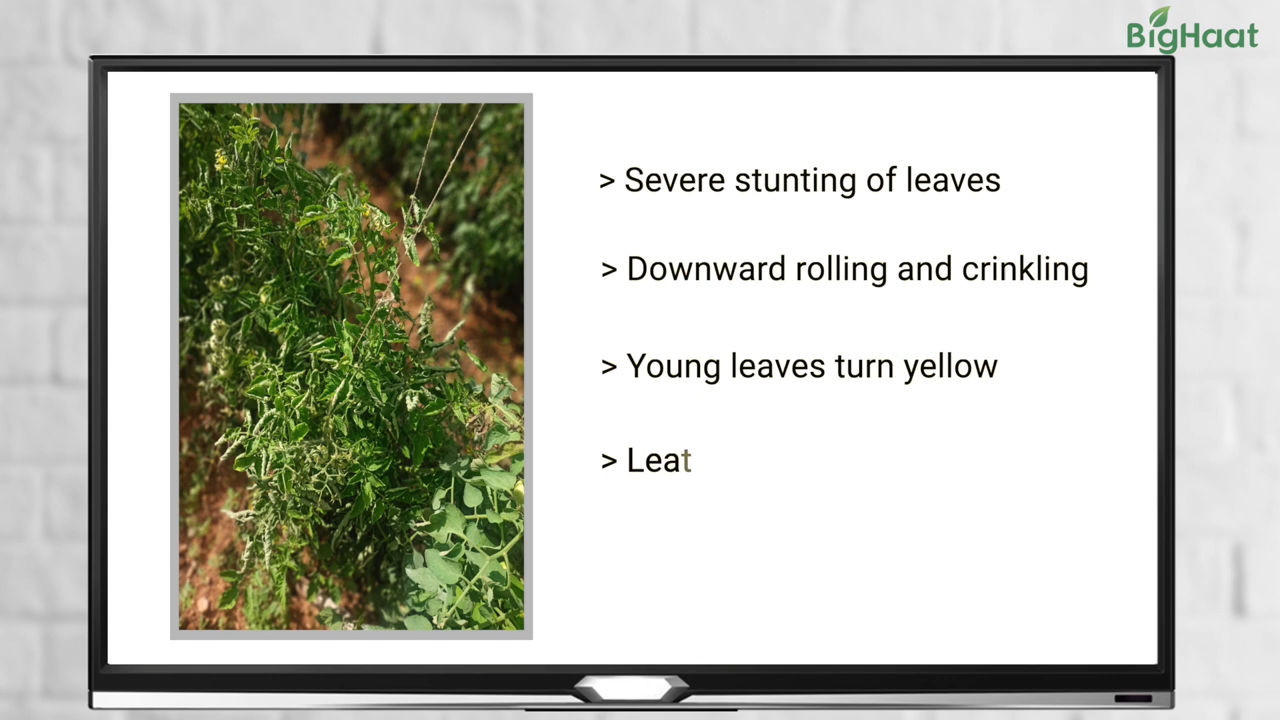 BigHaat
> Severe stunting of leaves
> Downward rolling and crinkling
> Young leaves turn yellow
> Leat